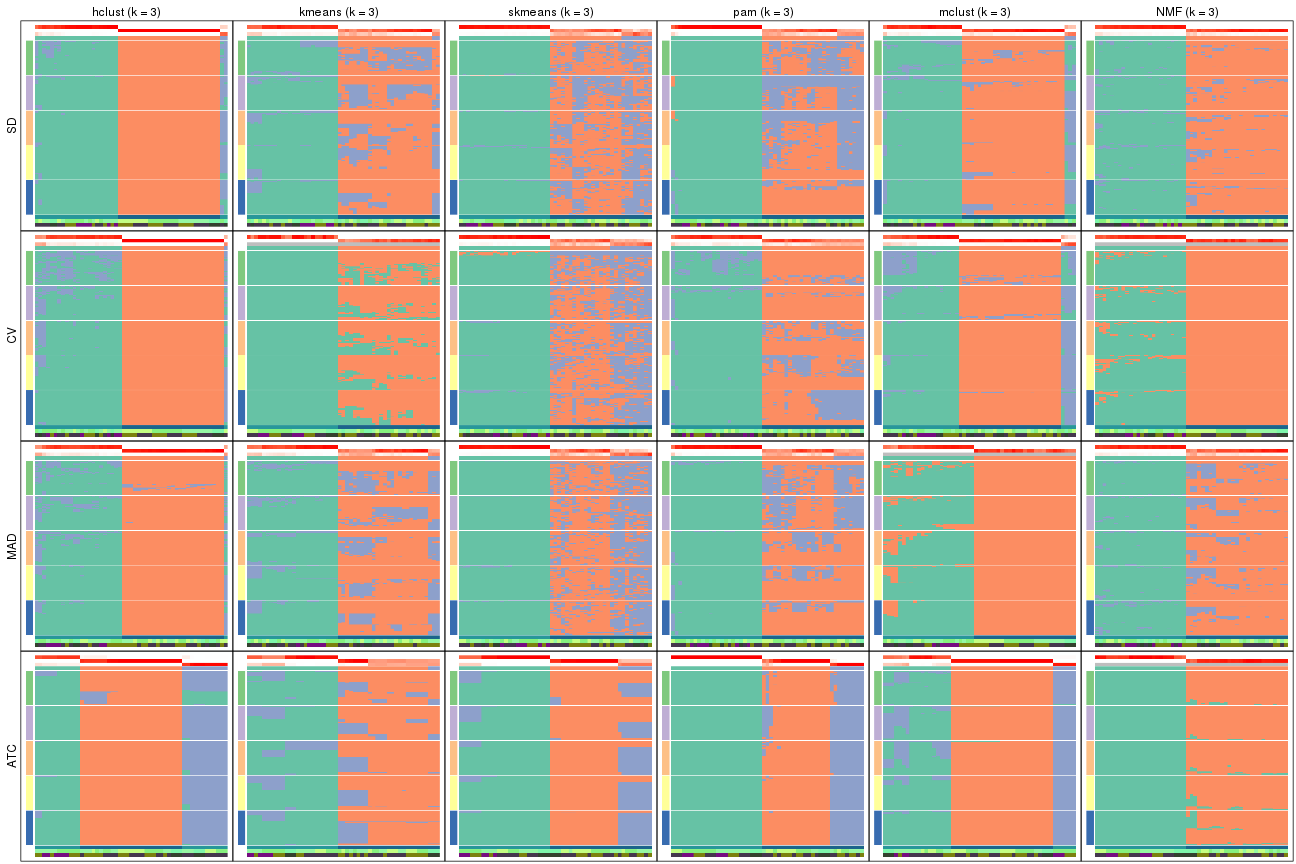 hclust (k = 3) kmeans (k = 3) skmeans (k = 3) pam (k = 3) mclust (k = 3) NMF (k = 3)
SD
CV
MAD
ATC